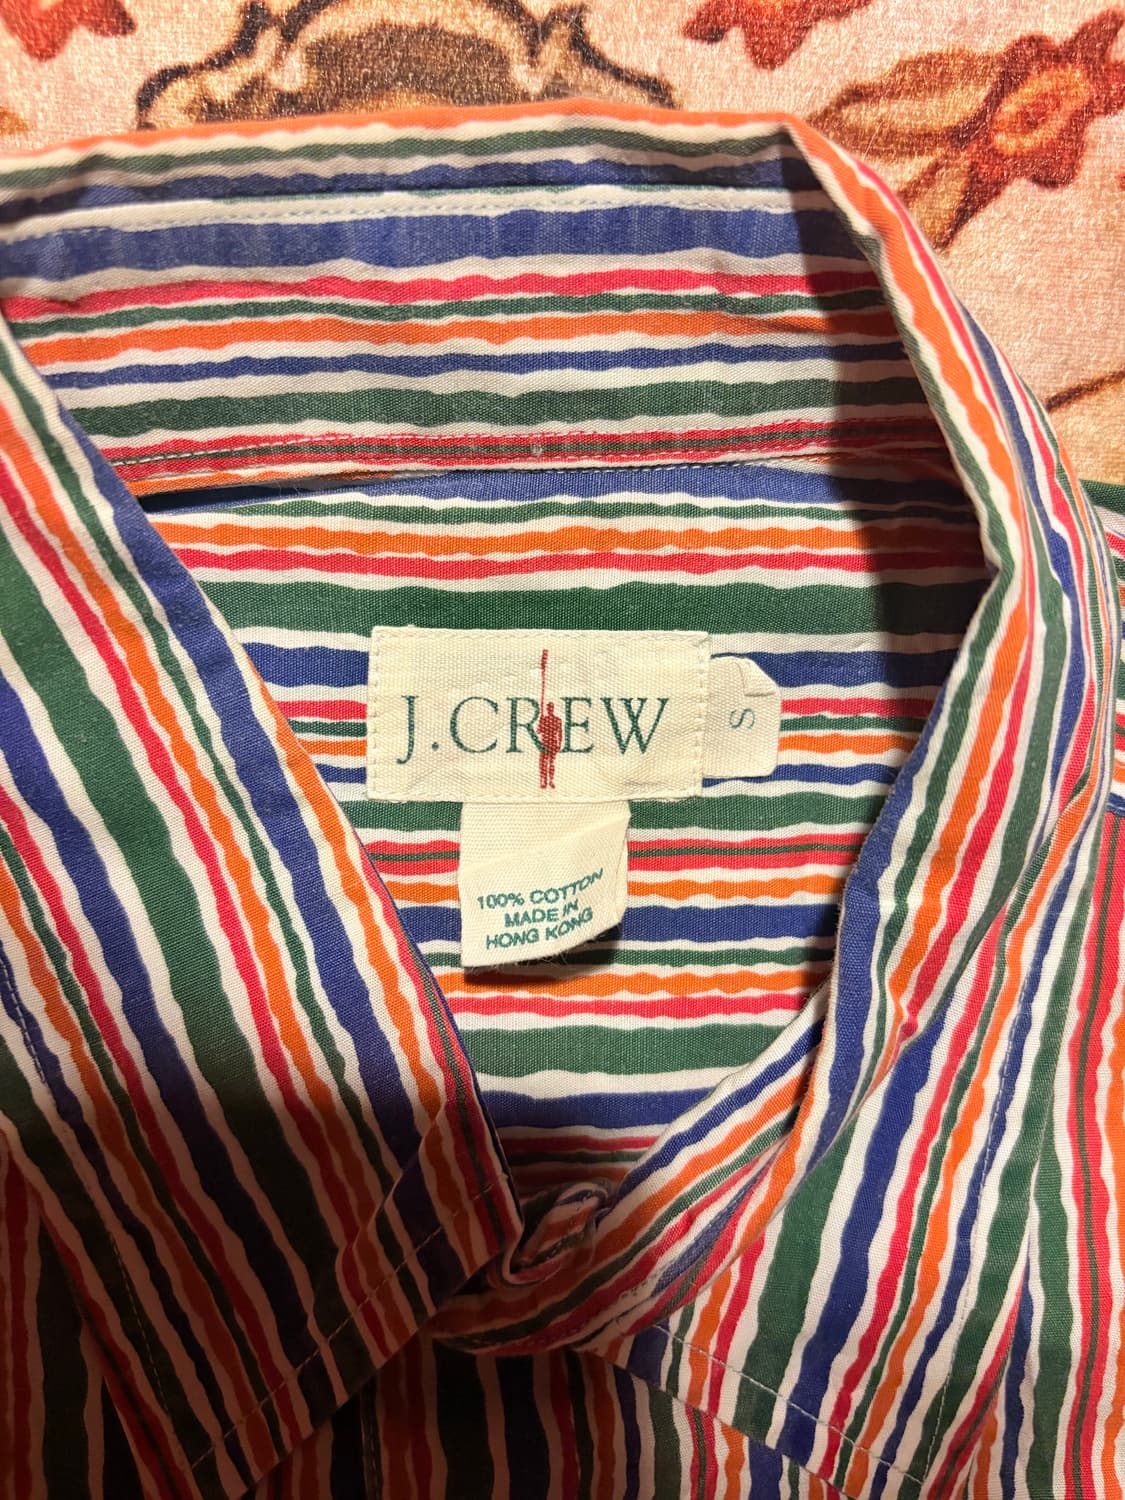 J.CREW
S
100% COTTON
MADE IN
HONG KONG